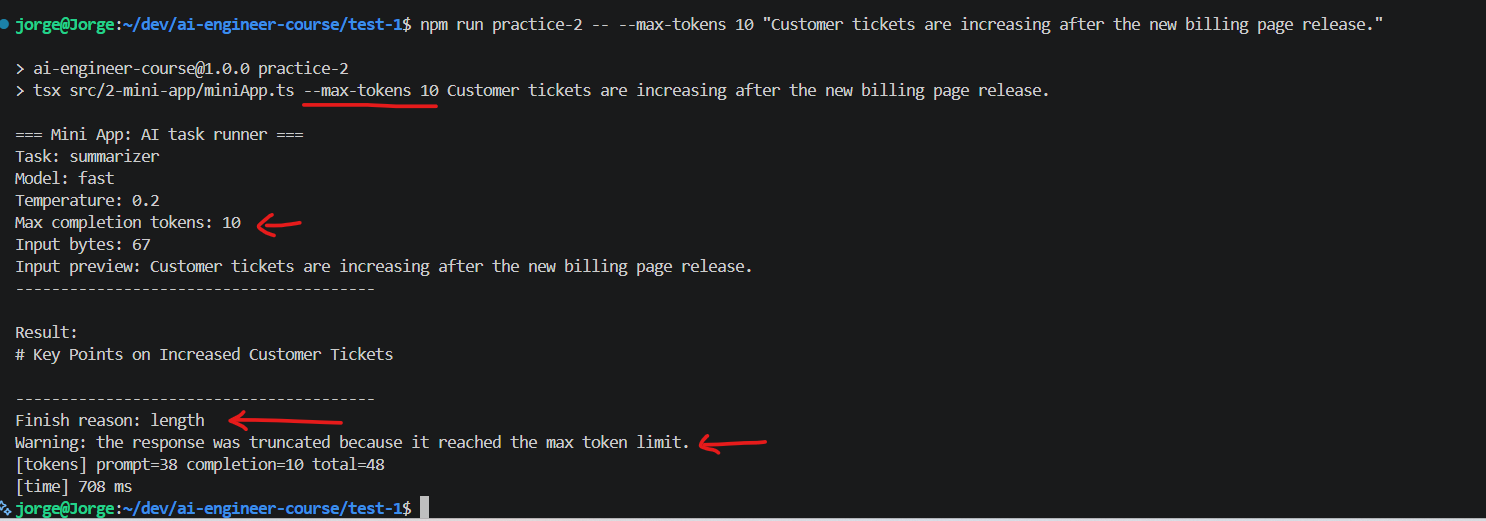 jorge@Jorge:~/dev/ai-engineer-course/test-1$ npm run practice-2 -- --max-tokens 10 "Customer tickets are increasing after the new billing page release."
> ai-engineer-course@1.0.0 practice-2
> tsx src/2-mini-app/miniApp.ts --max-tokens 10 Customer tickets are increasing after the new billing page release.
=== Mini App: AI task runner ===
Task: summarizer
Model: fast
Temperature: 0.2
Max completion tokens: 10
Input bytes: 67
Input preview: Customer tickets are increasing after the new billing page release.
----------------------------------------
Result:
# Key Points on Increased Customer Tickets
----------------------------------------
Finish reason: length
Warning: the response was truncated because it reached the max token limit.
[tokens] prompt=38 completion=10 total=48
[time] 708 ms
jorge@Jorge:~/dev/ai-engineer-course/test-1$